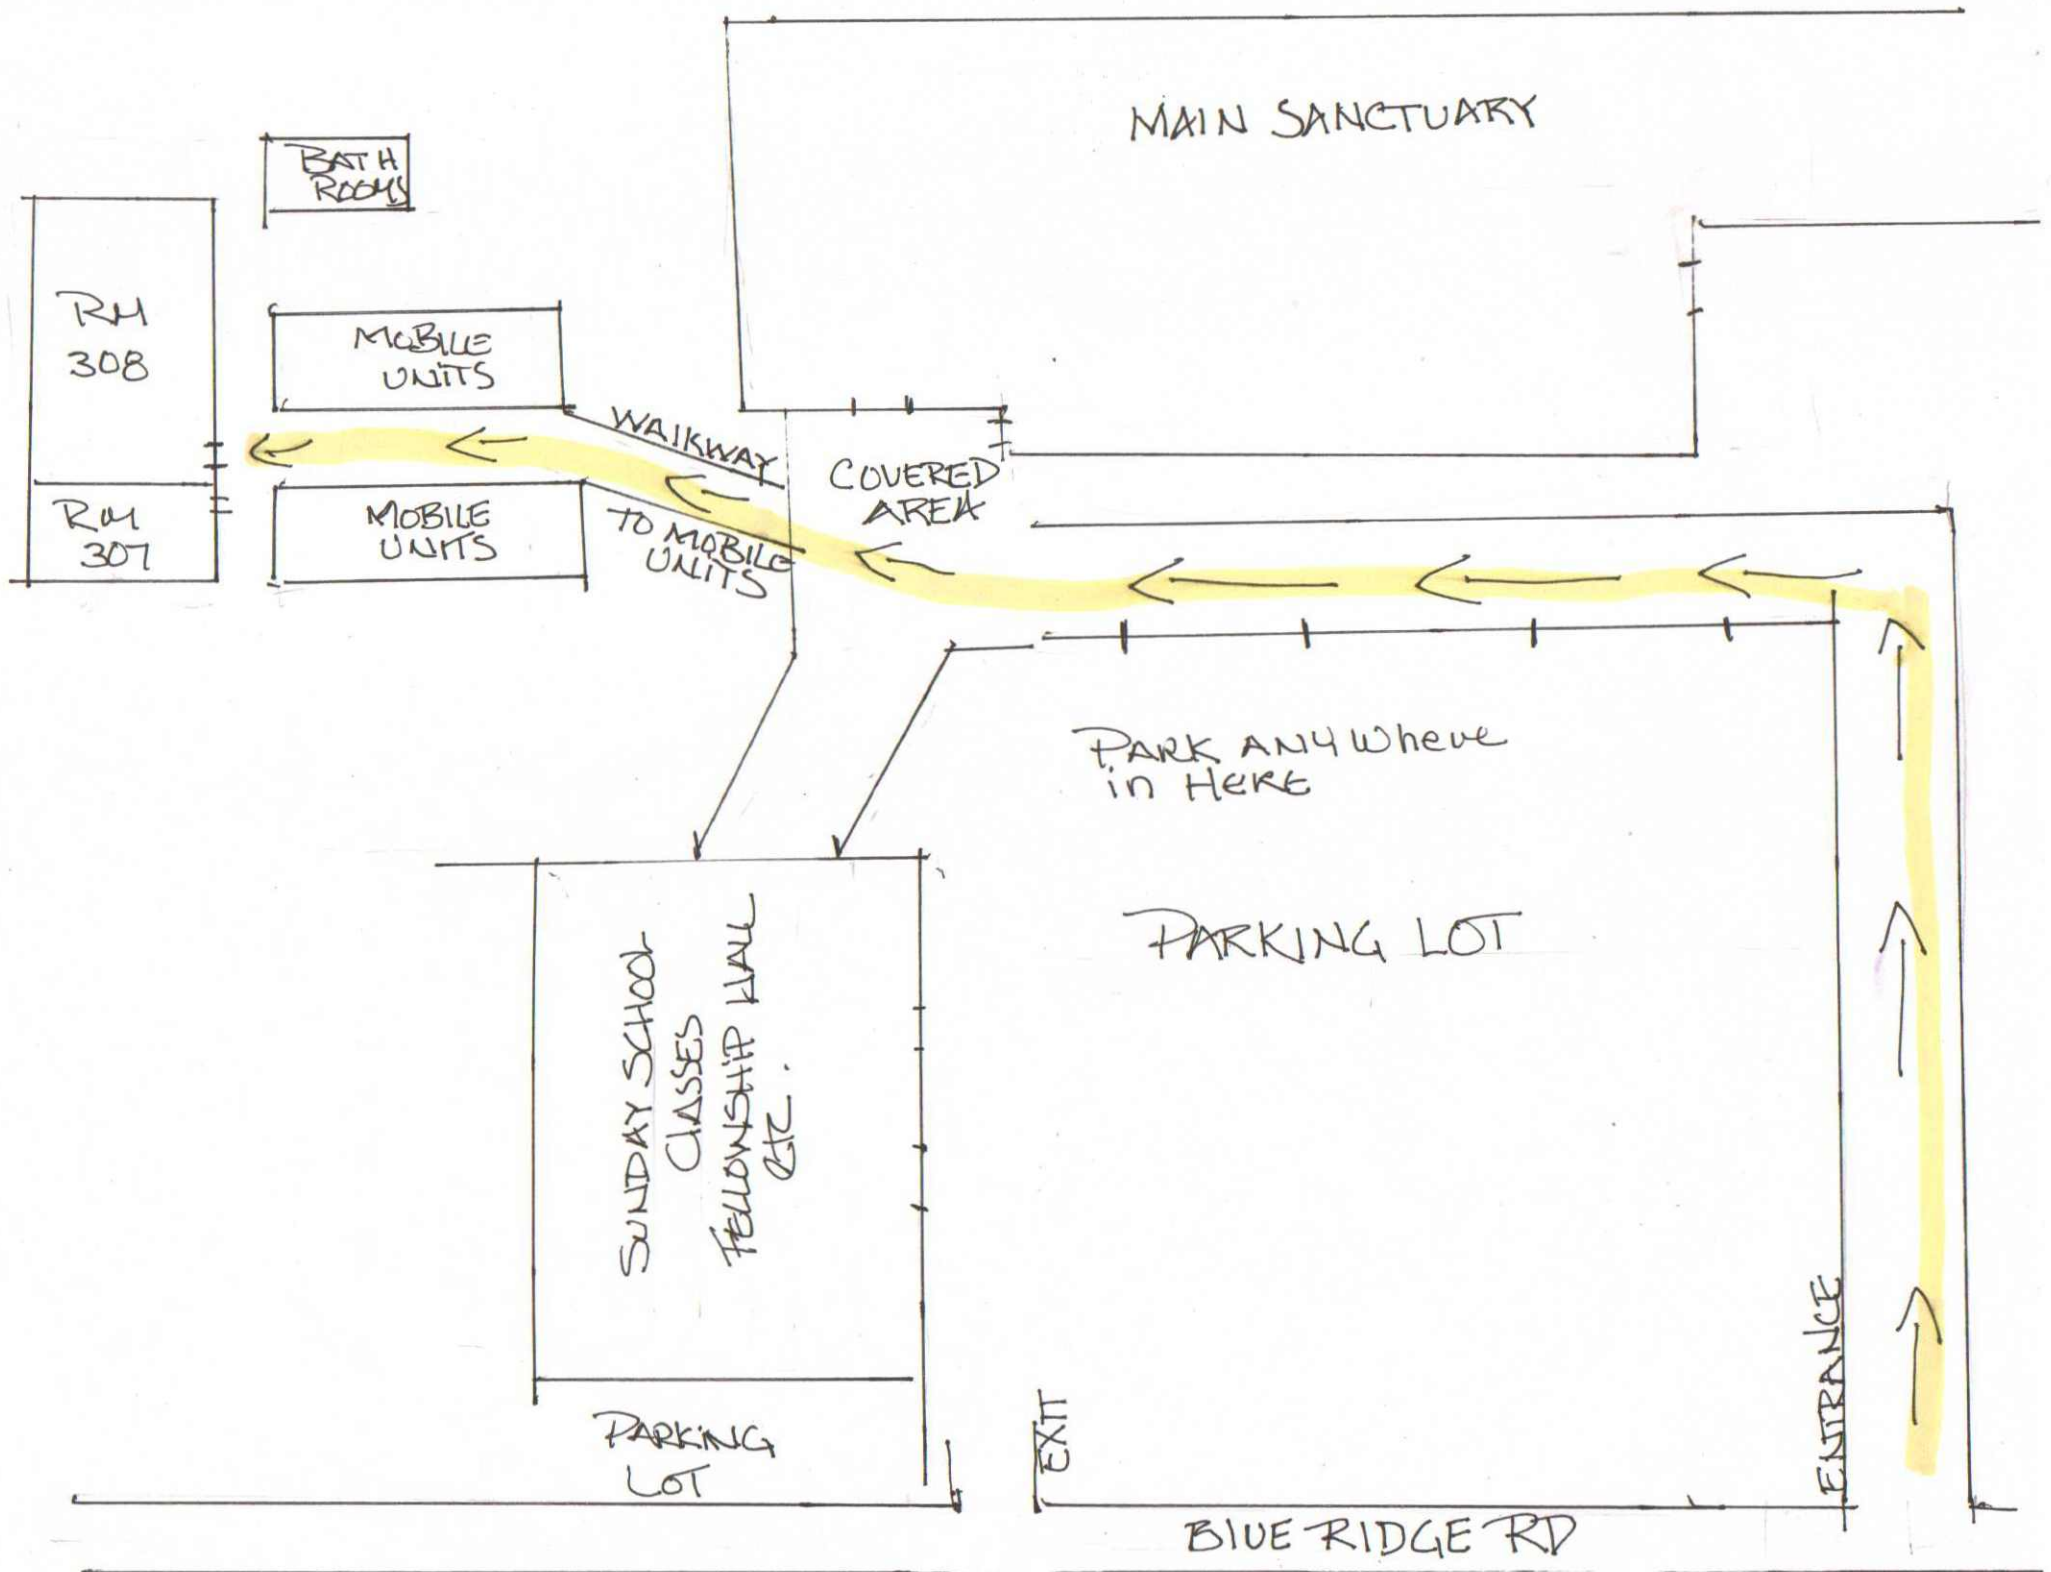 MAIN SANCTUARY
BATH
ROOMS
RM
308
MOBILE
UNITS
WAlKWAY
COVERED
AREA
RM
307
MOBILE
UNITS
TO MOBILE
UNITS
PARK ANYWhere
in HERE
PARKING LOT
SUNDAY SCHOOL
ClASSES
FEllOWSHiP HAll
Etc.
PARKiNG
LOT
EXIT
ENTRANCE
BlUE RIDGE RD